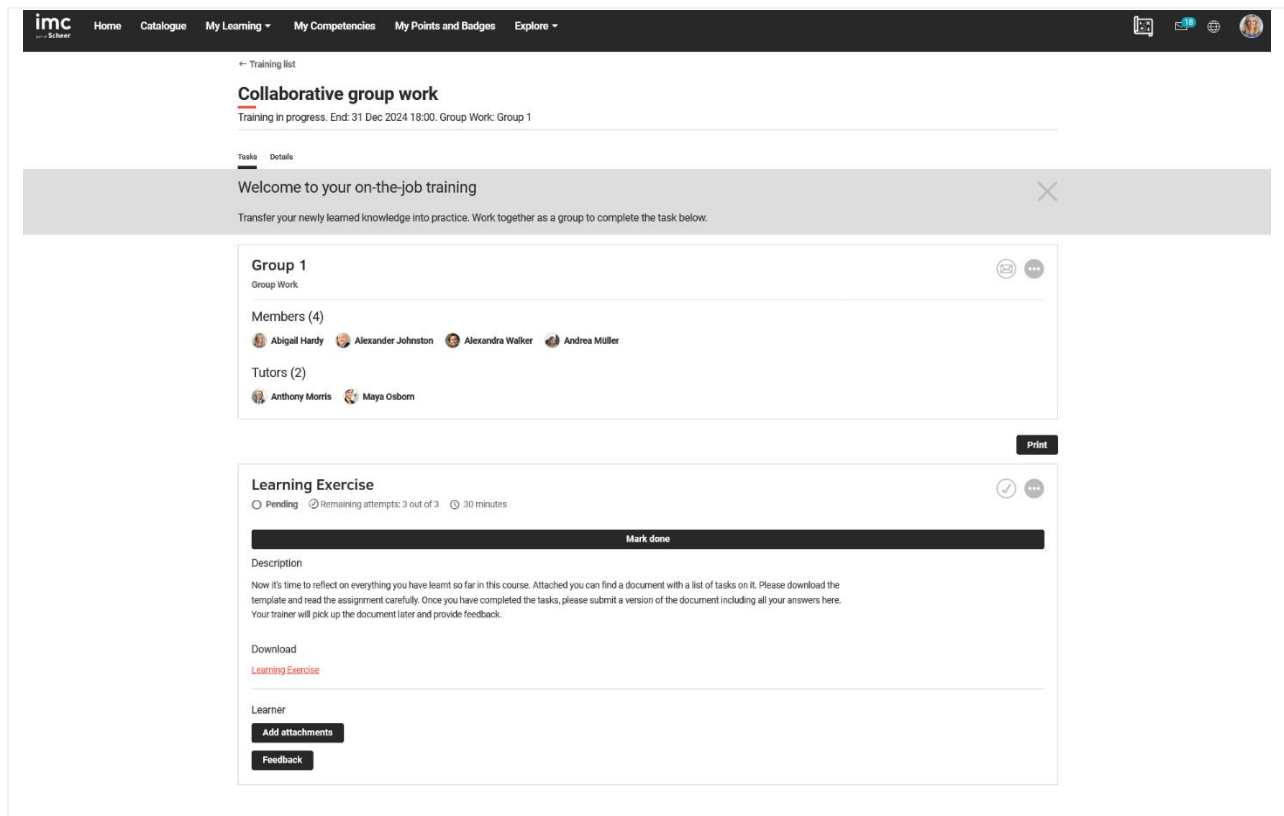 imc
Scheer
Home Catalogue My Learning My Competencies My Points and Badges Explore
18
← Training list
Collaborative group work
Training in progress. End: 31 Dec 2024 18:00. Group Work: Group 1
Tasks Details
Welcome to your on-the-job training
Transfer your newly learned knowledge into practice. Work together as a group to complete the task below.
Group 1
Group Work
Members (4)
Abigail Hardy Alexander Johnston Alexandra Walker Andrea Müller
Tutors (2)
Anthony Morris Maya Osborn
Print
Learning Exercise
Pending Remaining attempts: 3 out of 3 30 minutes
Mark done
Description
Now it's time to reflect on everything you have learnt so far in this course. Attached you can find a document with a list of tasks on it. Please download the
template and read the assignment carefully. Once you have completed the tasks, please submit a version of the document including all your answers here.
Your trainer will pick up the document later and provide feedback.
Download
Learning Exercise
Learner
Add attachments
Feedback